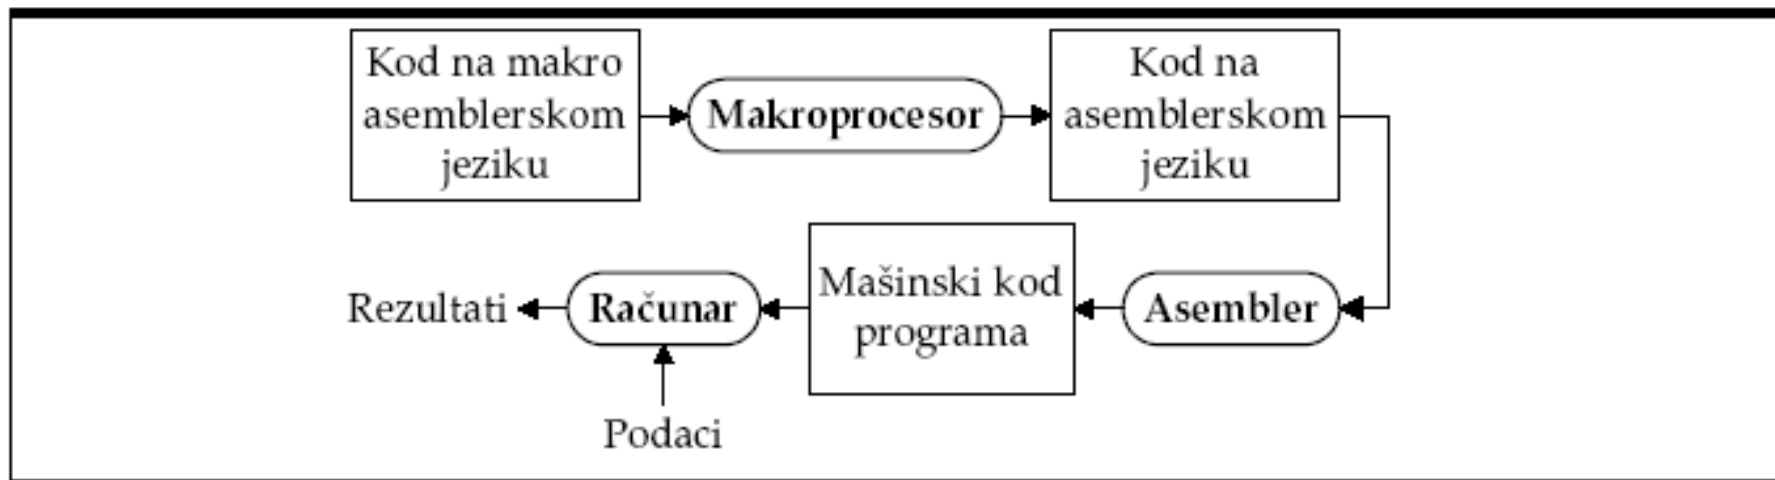 Kod na makro
asemblerskom
jeziku
Makroprocesor
Kod na
asemblerskom
jeziku
Rezultati
Računar
Mašinski kod
programa
Asembler
Podaci